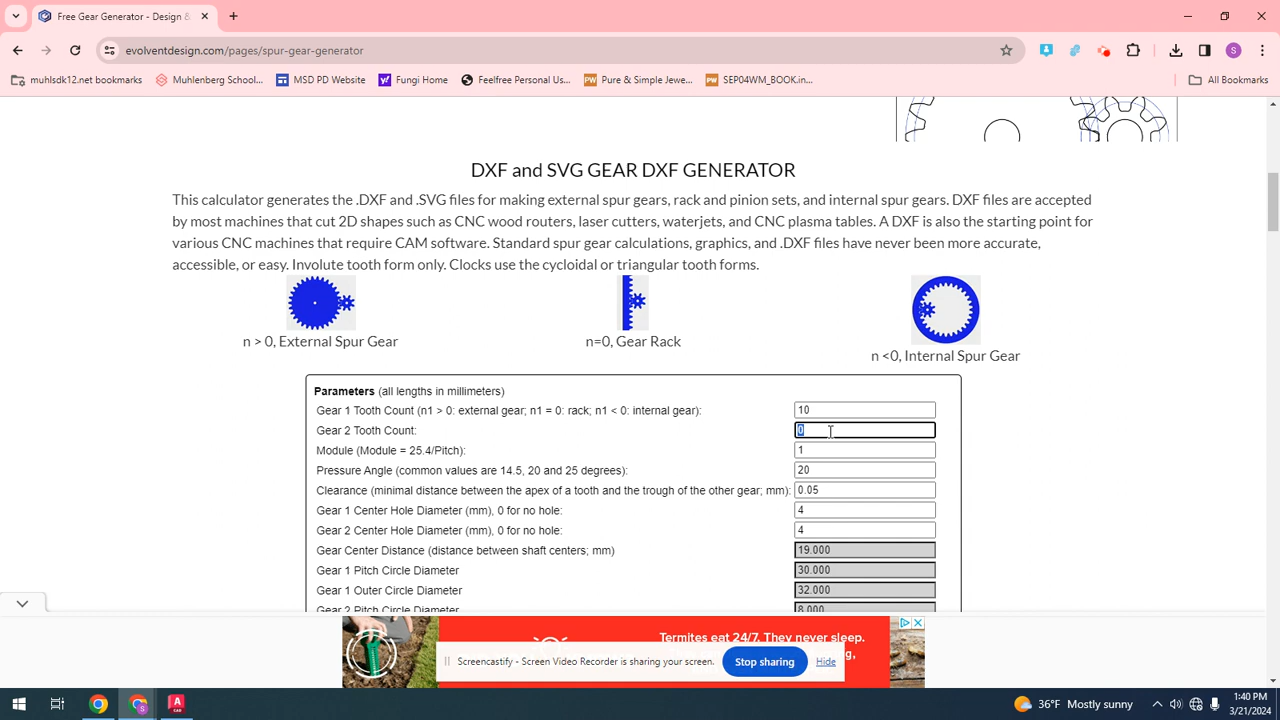 Free Gear Generator - Design &
evolventdesign.com/pages/spur-gear-generator
S
muhlsdk12.net bookmarks
Muhlenberg School...
MSD PD Website
Fungi Home
Feelfree Personal Us...
PW Pure & Simple Jewe...
PW SEP04WM_BOOK.in...
All Bookmarks
DXF and SVG GEAR DXF GENERATOR
This calculator generates the .DXF and .SVG files for making external spur gears, rack and pinion sets, and internal spur gears. DXF files are accepted
by most machines that cut 2D shapes such as CNC wood routers, laser cutters, waterjets, and CNC plasma tables. A DXF is also the starting point for
various CNC machines that require CAM software. Standard spur gear calculations, graphics, and .DXF files have never been more accurate,
accessible, or easy. Involute tooth form only. Clocks use the cycloidal or triangular tooth forms.
n > 0, External Spur Gear
n=0, Gear Rack
n <0, Internal Spur Gear
Parameters (all lengths in millimeters)
Gear 1 Tooth Count (n1 > 0: external gear; n1 = 0: rack; n1 < 0: internal gear): 10
Gear 2 Tooth Count: 0
Module (Module = 25.4/Pitch): 1
Pressure Angle (common values are 14.5, 20 and 25 degrees): 20
Clearance (minimal distance between the apex of a tooth and the trough of the other gear; mm): 0.05
Gear 1 Center Hole Diameter (mm), 0 for no hole: 4
Gear 2 Center Hole Diameter (mm), 0 for no hole: 4
Gear Center Distance (distance between shaft centers; mm) 19.000
Gear 1 Pitch Circle Diameter 30.000
Gear 1 Outer Circle Diameter 32.000
Gear 2 Pitch Circle Diameter 8.000
Termites eat 24/7. They never sleep.
Screencastify - Screen Video Recorder is sharing your screen.
Stop sharing
Hide
36°F Mostly sunny
1:40 PM
3/21/2024